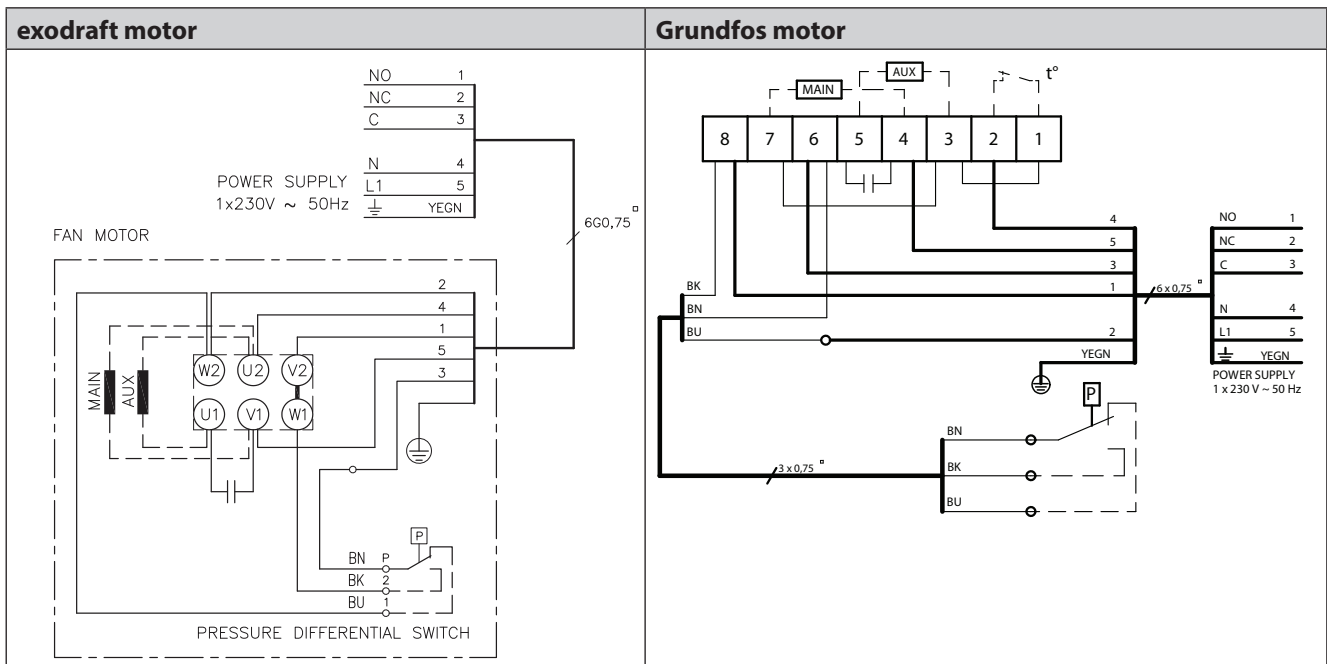 exodraft motor
NO 1
NC 2
C 3
N 4
POWER SUPPLY L1 5
1x230V ~ 50Hz YEGN
6G0,75
FAN MOTOR
2
4
1
5
3
MAIN
AUX
W2 U2 V2
U1 V1 W1
P
BN P
BK 2
BU 1
PRESSURE DIFFERENTIAL SWITCH
Grundfos motor
AUX
MAIN
t°
8 7 6 5 4 3 2 1
4
5
3
1
2
YEGN
6 x 0,75
NO 1
NC 2
C 3
N 4
L1 5
YEGN
POWER SUPPLY
1 x 230 V ~ 50 Hz
BK
BN
BU
P
BN
BK
BU
3 x 0,75